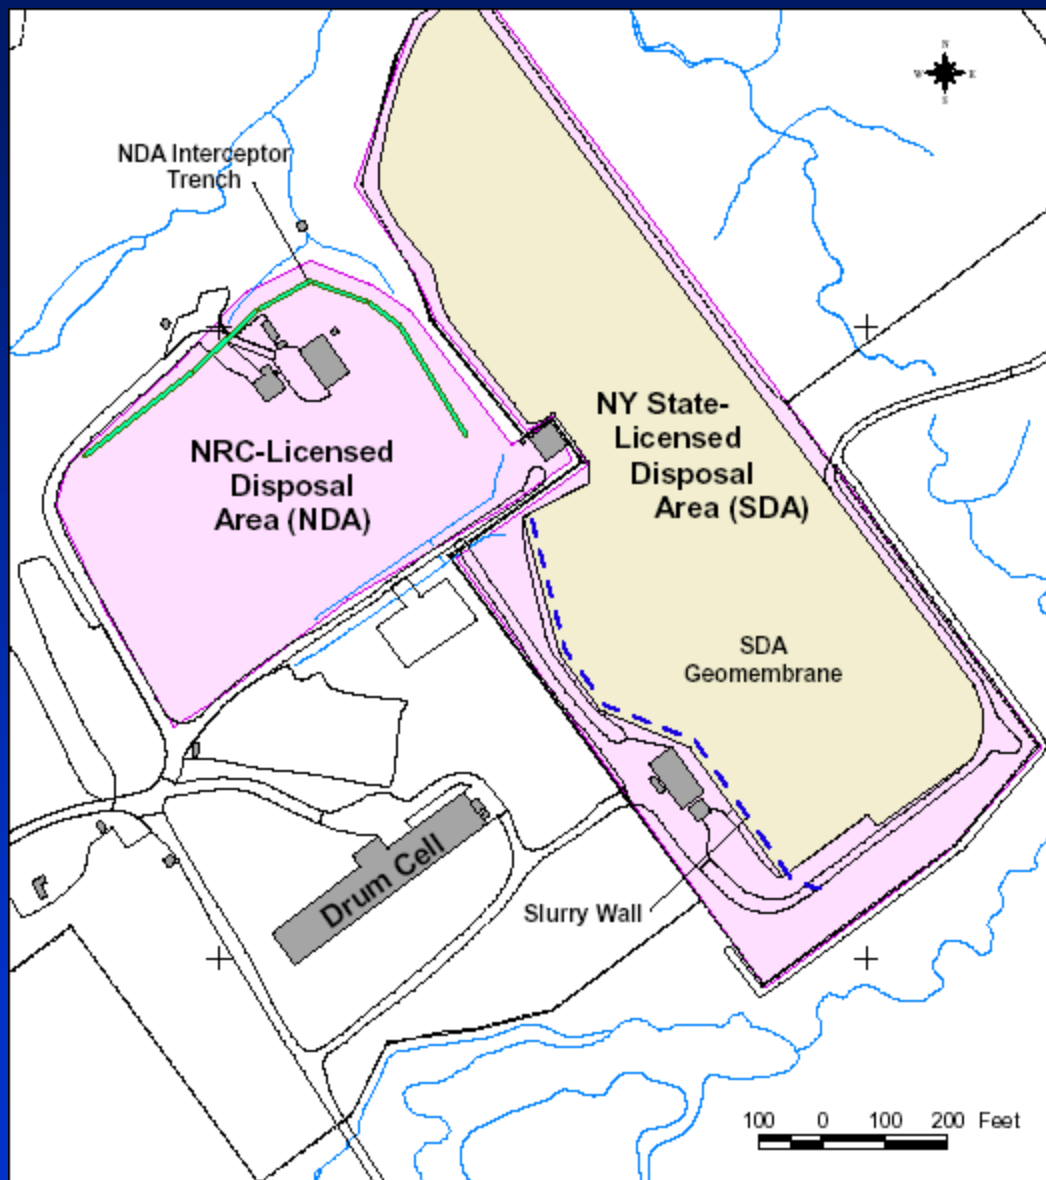 N
W E
S
NDA Interceptor
Trench
NRC-Licensed
Disposal
Area (NDA)
NY State-
Licensed
Disposal
Area (SDA)
SDA
Geomembrane
Drum Cell
Slurry Wall
100 0 100 200 Feet